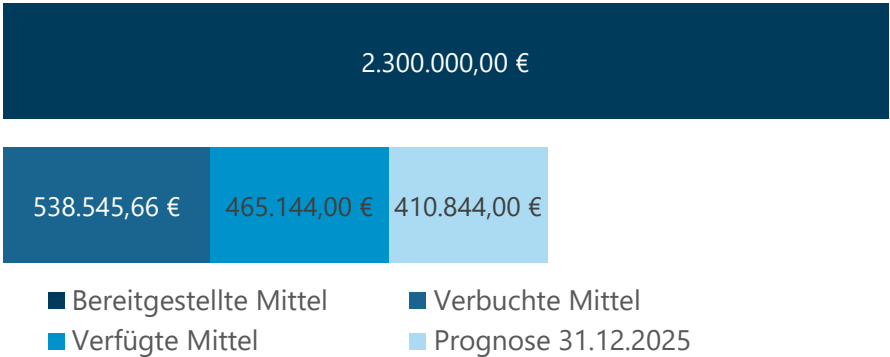 2.300.000,00 €
538.545,66 € 465.144,00 € 410.844,00 €
Bereitgestellte Mittel Verbuchte Mittel
Verfügte Mittel Prognose 31.12.2025